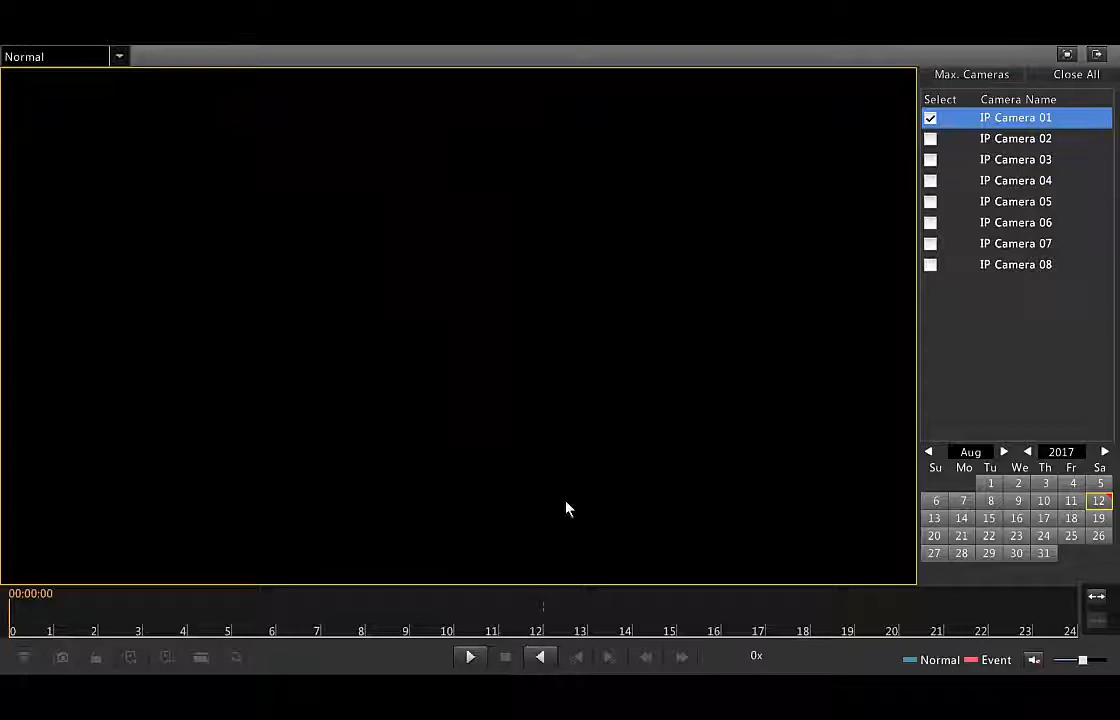 Normal
Max. Cameras Close All
Select Camera Name
IP Camera 01
IP Camera 02
IP Camera 03
IP Camera 04
IP Camera 05
IP Camera 06
IP Camera 07
IP Camera 08
Aug 2017
Su Mo Tu We Th Fr Sa
1 2 3 4 5
6 7 8 9 10 11 12
13 14 15 16 17 18 19
20 21 22 23 24 25 26
27 28 29 30 31
00:00:00
0 1 2 3 4 5 6 7 8 9 10 11 12 13 14 15 16 17 18 19 20 21 22 23 24
0x Normal Event